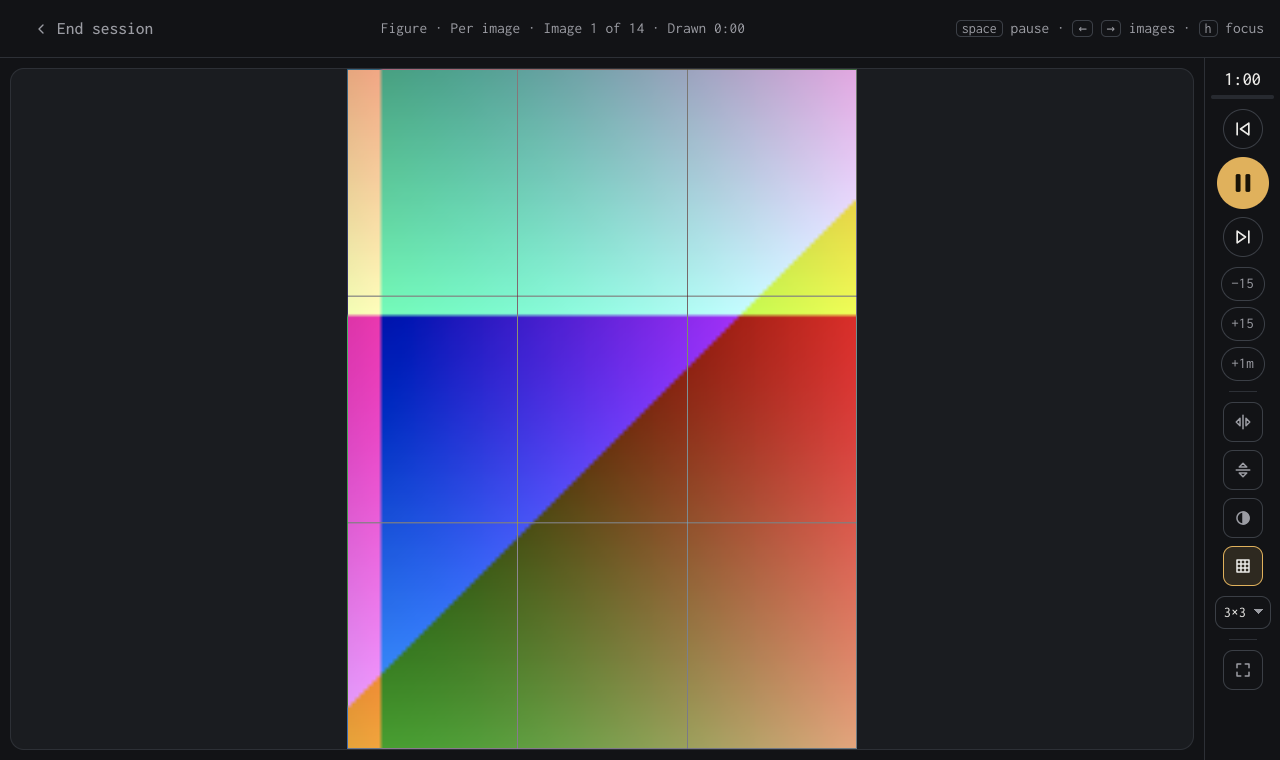 End session
Figure · Per image · Image 1 of 14 · Drawn 0:00
space pause · ← → images · h focus
1:00
−15
+15
+1m
3×3